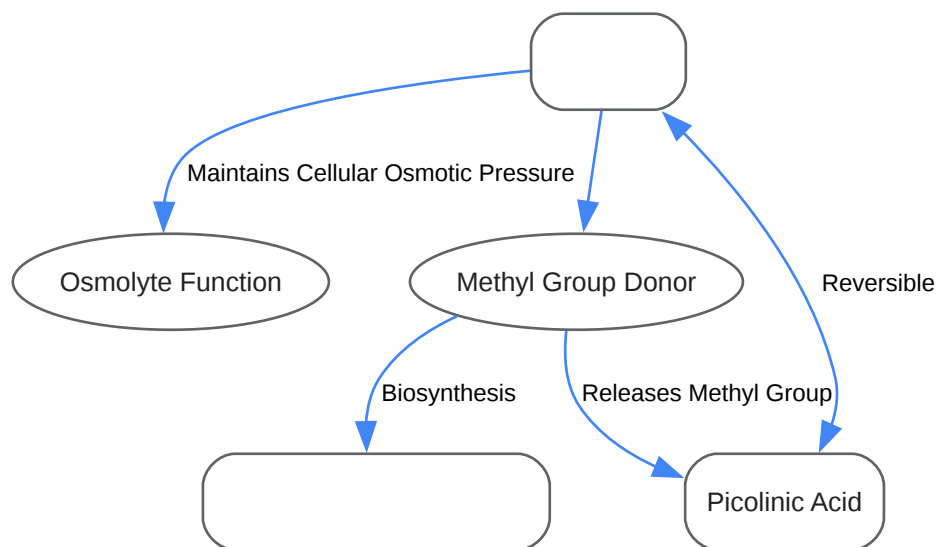 Maintains Cellular Osmotic Pressure
Osmolyte Function
Methyl Group Donor
Reversible
Biosynthesis
Releases Methyl Group
Picolinic Acid